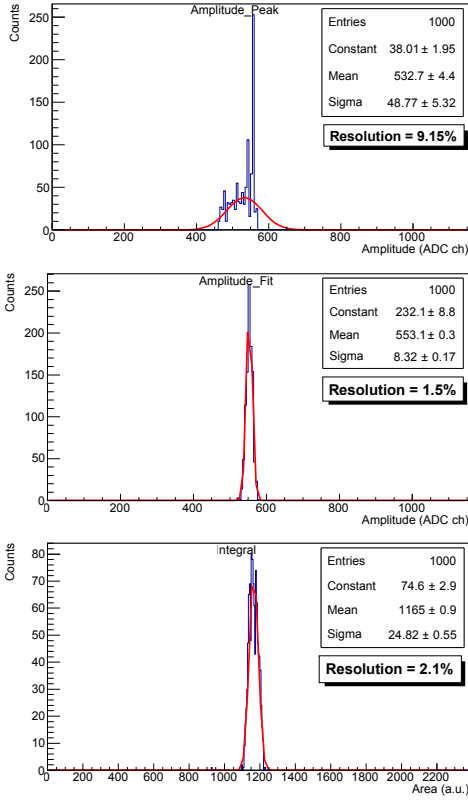 Amplitude_Peak
Counts
Entries 1000
Constant 38.01 ± 1.95
Mean 532.7 ± 4.4
Sigma 48.77 ± 5.32
Resolution = 9.15%
250
200
150
100
50
0
0 200 400 600 800 1000
Amplitude (ADC ch)
Amplitude_Fit
Counts
Entries 1000
Constant 232.1 ± 8.8
Mean 553.1 ± 0.3
Sigma 8.32 ± 0.17
Resolution = 1.5%
250
200
150
100
50
0
0 200 400 600 800 1000
Amplitude (ADC ch)
Integral
Counts
Entries 1000
Constant 74.6 ± 2.9
Mean 1165 ± 0.9
Sigma 24.82 ± 0.55
Resolution = 2.1%
80
70
60
50
40
30
20
10
0
0 200 400 600 800 1000 1200 1400 1600 1800 2000 2200
Area (a.u.)